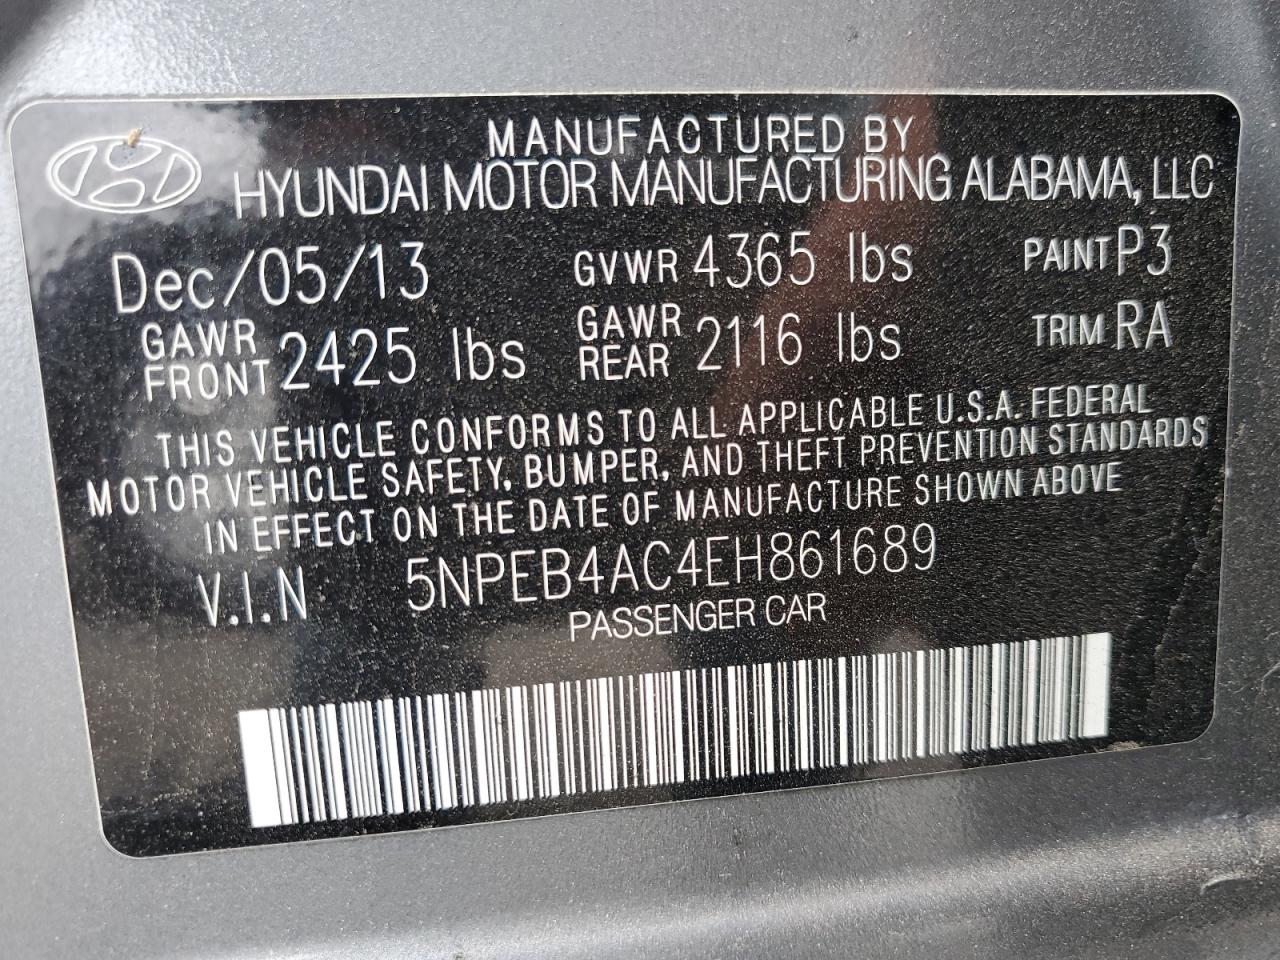 MANUFACTURED BY
HYUNDAI MOTOR MANUFACTURING ALABAMA, LLC
Dec/05/13 GVWR 4365 lbs PAINT P3
GAWR FRONT 2425 lbs GAWR REAR 2116 lbs TRIM RA
THIS VEHICLE CONFORMS TO ALL APPLICABLE U.S.A. FEDERAL
MOTOR VEHICLE SAFETY, BUMPER, AND THEFT PREVENTION STANDARDS
IN EFFECT ON THE DATE OF MANUFACTURE SHOWN ABOVE
V.I.N 5NPEB4AC4EH861689
PASSENGER CAR